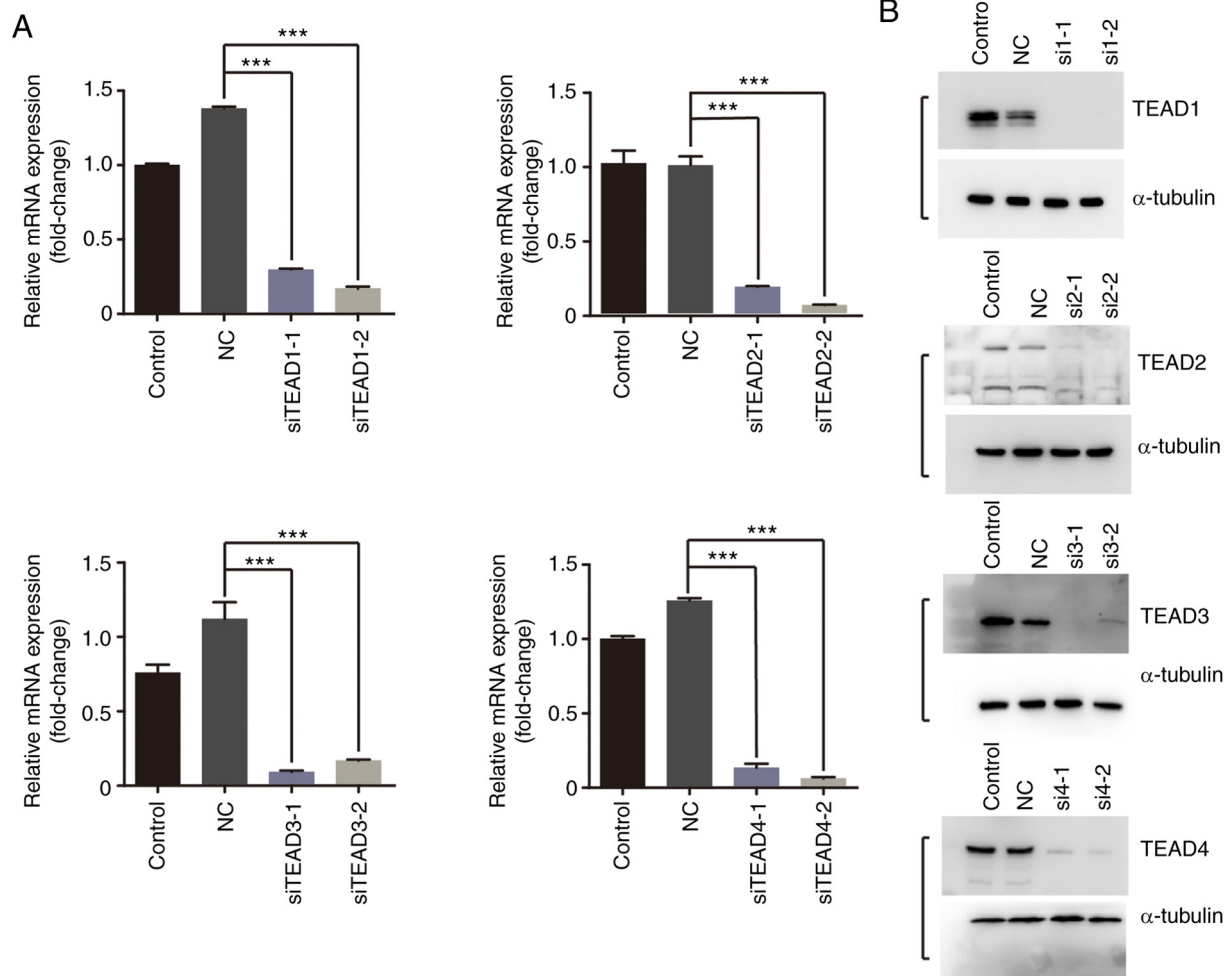 A
Relative mRNA expression
(fold-change)
1.5
1.0
0.5
0
***
***
Control
NC
siTEAD1-1
siTEAD1-2
Relative mRNA expression
(fold-change)
1.5
1.0
0.5
0
***
***
Control
NC
siTEAD2-1
siTEAD2-2
Relative mRNA expression
(fold-change)
1.5
1.0
0.5
0
***
***
Control
NC
siTEAD3-1
siTEAD3-2
Relative mRNA expression
(fold-change)
1.5
1.0
0.5
0
***
***
Control
NC
siTEAD4-1
siTEAD4-2
B
Contro
NC
si1-1
si1-2
TEAD1
α-tubulin
Control
NC
si2-1
si2-2
TEAD2
α-tubulin
Control
NC
si3-1
si3-2
TEAD3
α-tubulin
Control
NC
si4-1
si4-2
TEAD4
α-tubulin